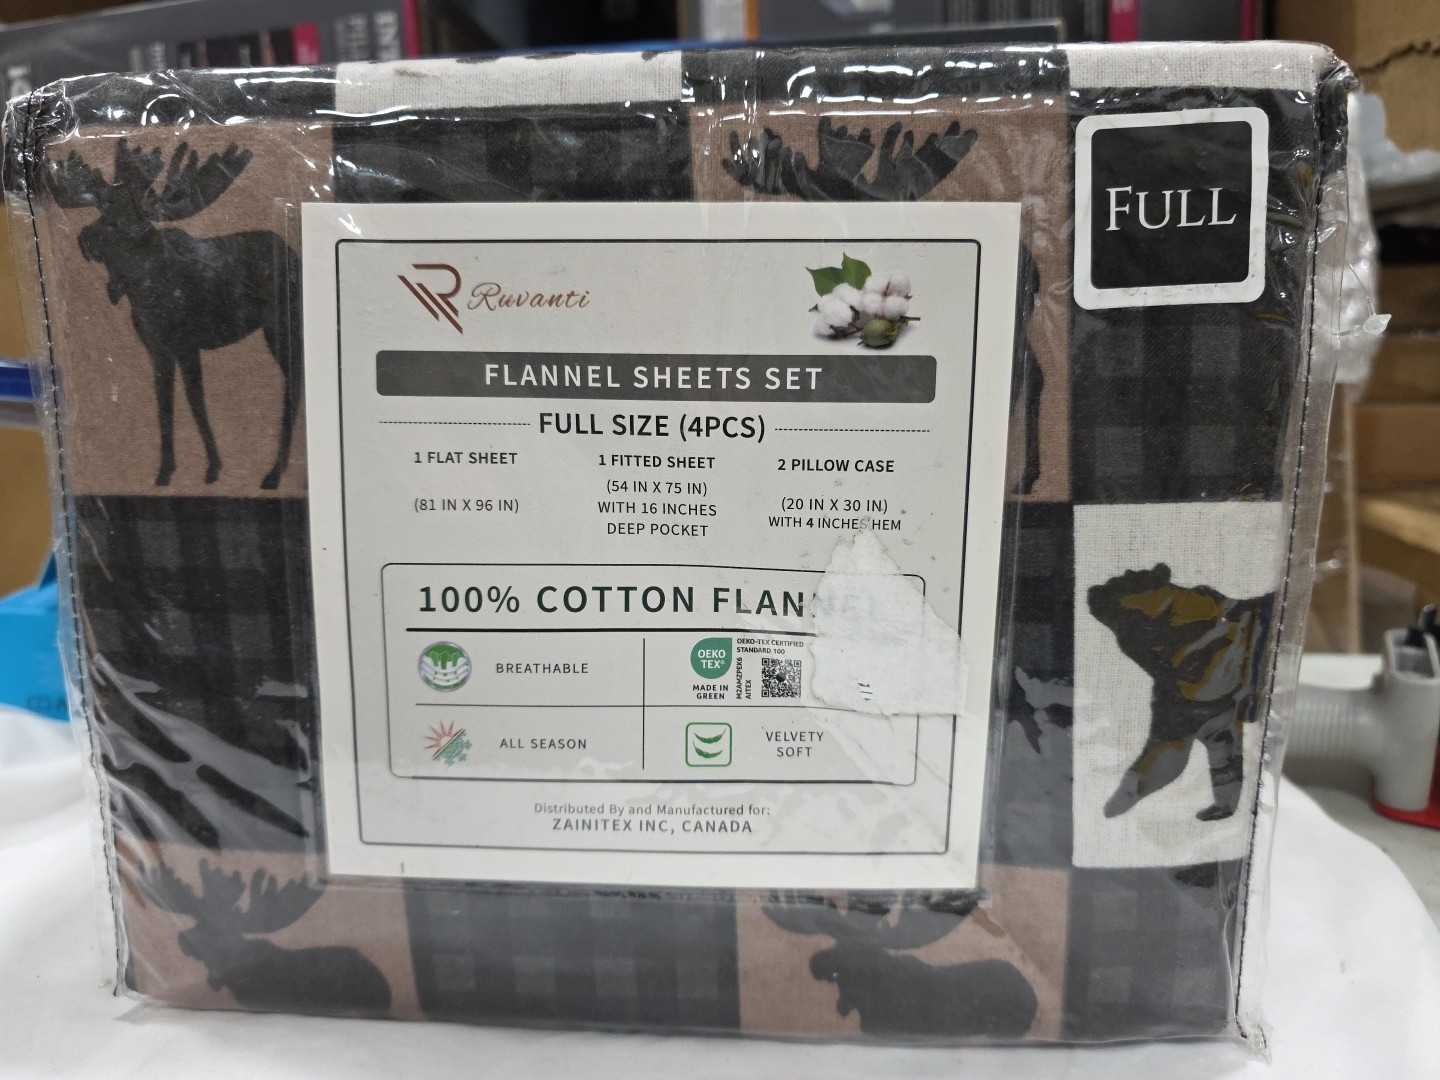 FULL
Ruvanti
FLANNEL SHEETS SET
FULL SIZE (4PCS)
1 FLAT SHEET
(81 IN X 96 IN)
1 FITTED SHEET
(54 IN X 75 IN)
WITH 16 INCHES
DEEP POCKET
2 PILLOW CASE
(20 IN X 30 IN)
WITH 4 INCHES HEM
100% COTTON FLANNEL
BREATHABLE
OEKO
TEX®
MADE IN
GREEN
OEKO-TEX CERTIFIED
STANDARD 100
M2AMZPEK6
AITEX
ALL SEASON
VELVETY
SOFT
Distributed By and Manufactured for:
ZAINITEX INC, CANADA